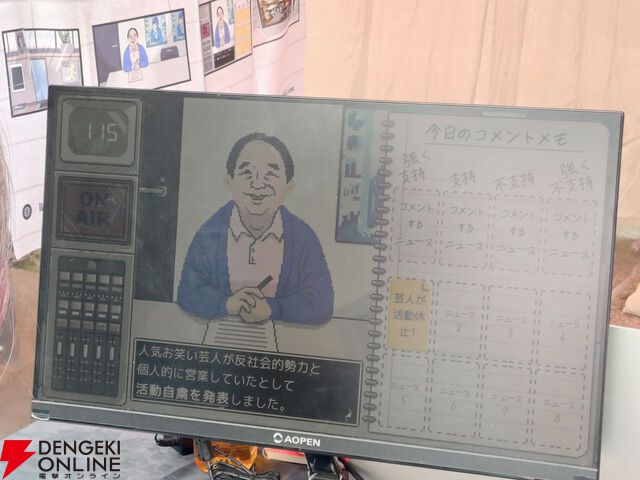 115
ON
AIR
今日のコメントメモ
強く
支持
支持
不支持
強く
不支持
コメント
する
ニュース
コメント
する
ニュース
コメント
する
ニュース
コメント
する
ニュース
芸人が
活動休
止1
ニュース
2
ニュース
3
ニュース
4
ニュース
5
ニュース
6
ニュース
7
ニュース
8
人気お笑い芸人が反社会的勢力と
個人的に営業していたとして
活動自粛を発表しました。
AOPEN
DENGEKI
ONLINE
電撃オンライン